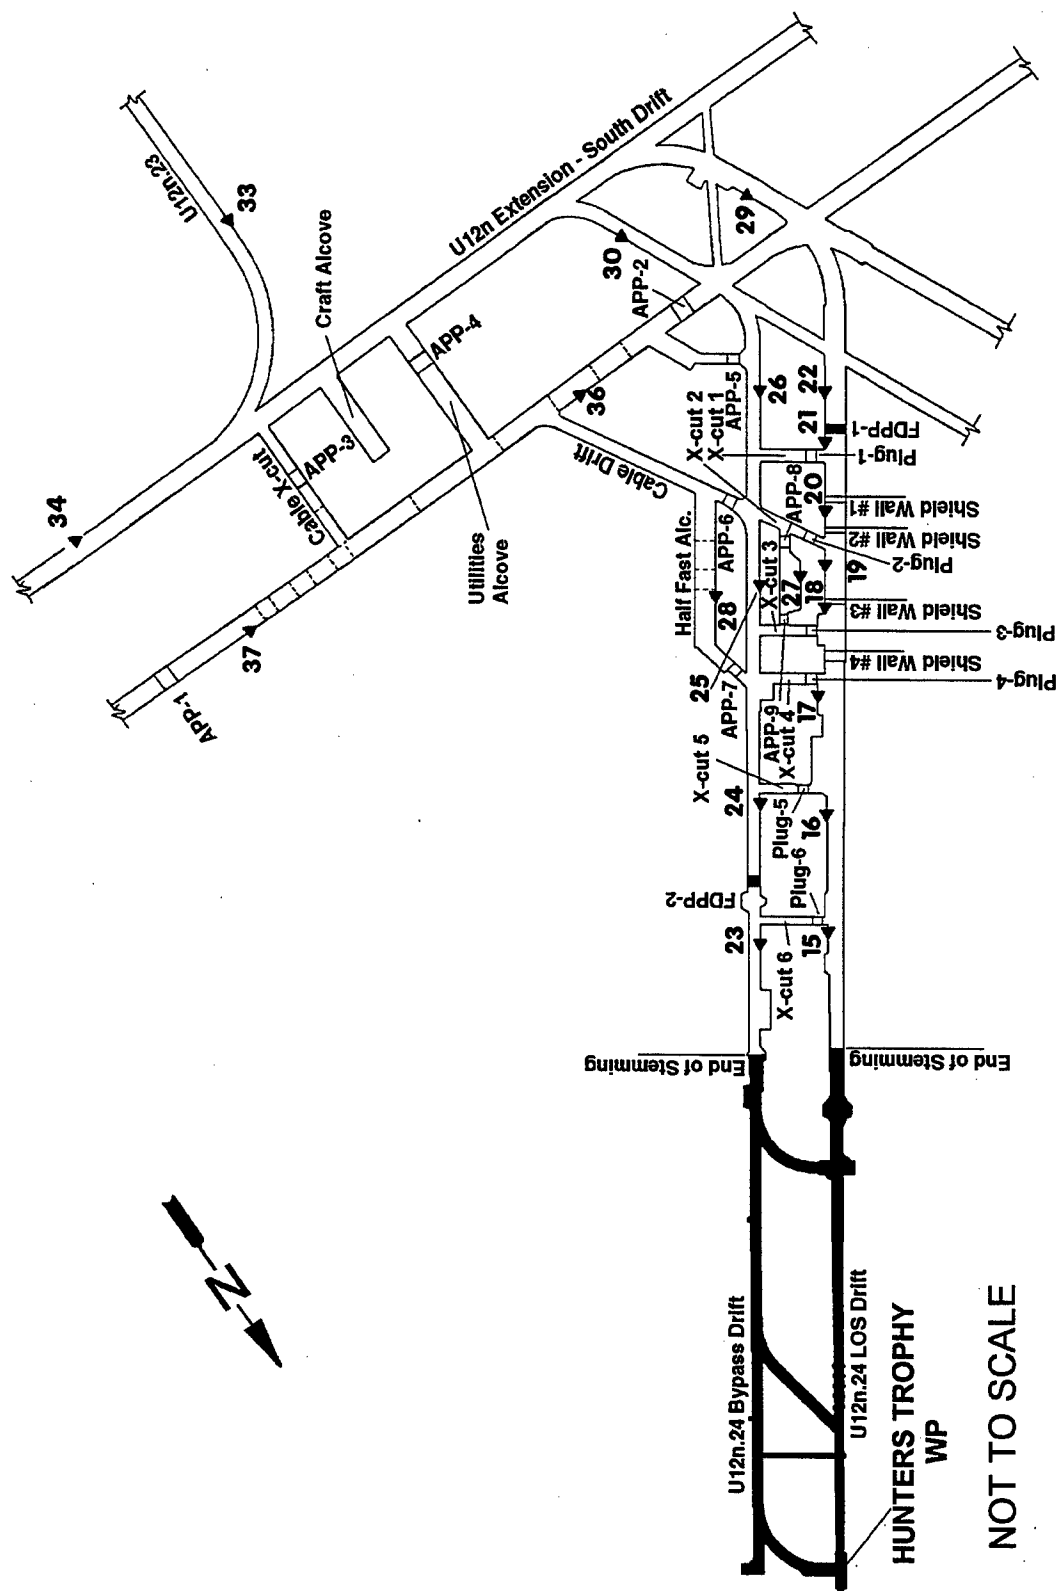 U12n.23
33
34
Craft Alcove
U12n Extension - South Drift
Cable X-cut
APP-3
APP-4
Utilities
Alcove
37
APP-1
36
30
APP-2
29
Cable Drift
Half Fast Alc.
28
25
APP-7
APP-6
X-cut 2
X-cut 1
APP-5
26
22
21
FDPP-1
Plug-1
APP-8
20
Shield Wall #1
Shield Wall #2
Plug-2
19
X-cut 3
27
18
Shield Wall #3
Plug-3
Shield Wall #4
Plug-4
APP-9
X-cut 4
17
X-cut 5
24
Plug-5
16
Plug-6
FDPP-2
23
15
X-cut 6
End of Stemming
End of Stemming
N
U12n.24 Bypass Drift
U12n.24 LOS Drift
HUNTERS TROPHY
WP
NOT TO SCALE